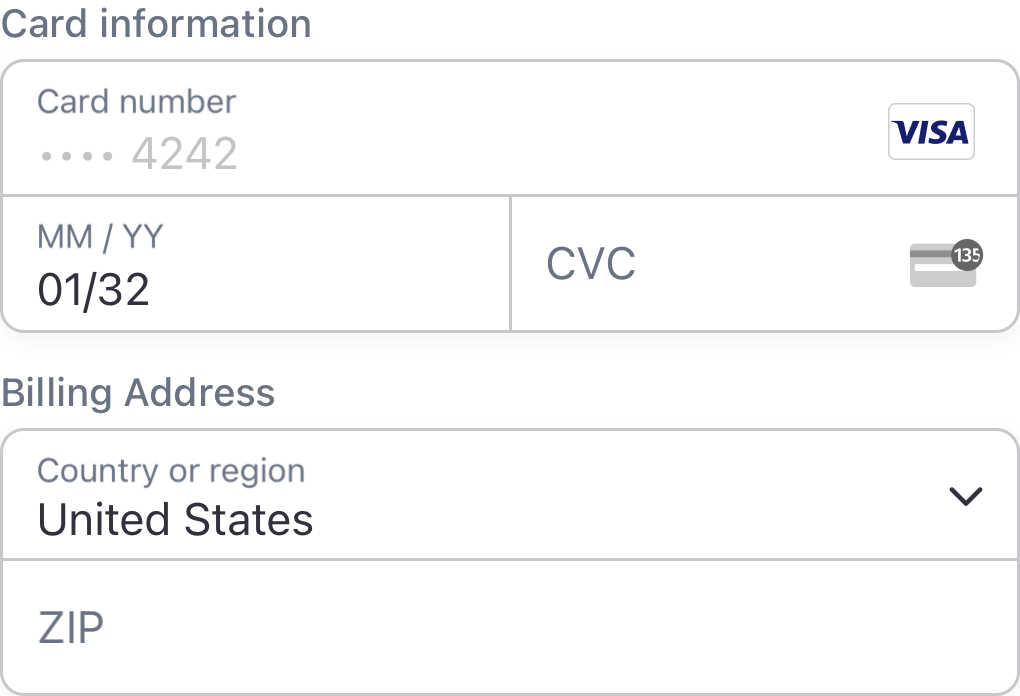 Card information
Card number
•••• 4242
VISA
MM / YY
01/32
CVC
135
Billing Address
Country or region
United States
ZIP